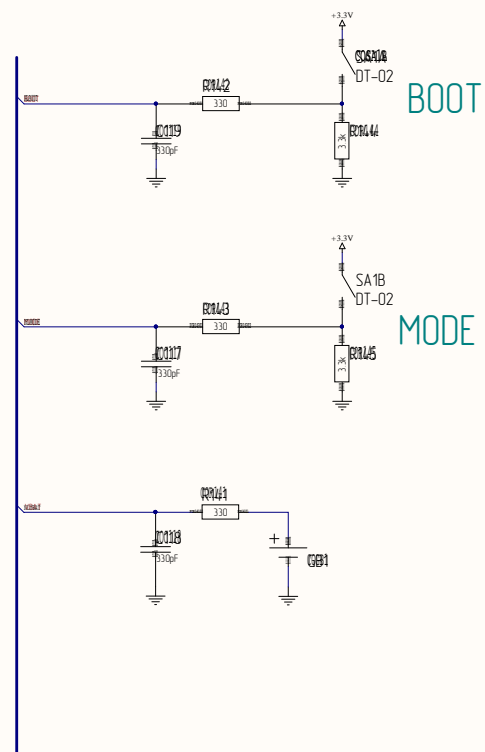 +3.3V
DT-02
BOOT
BOOT
R142
330
C119
330pF
R144
3.3k
+3.3V
SA1B
DT-02
MODE
R143
330
C117
330pF
R145
3.3k
R141
330
C118
330pF
+
GB1